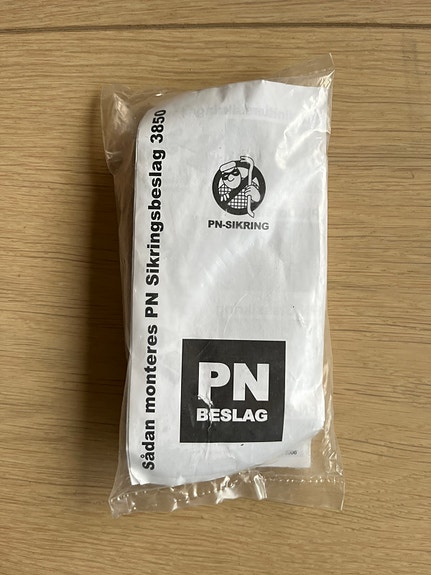 Sådan monteres PN Sikringsbeslag 3850
PN-SIKRING
PN
BESLAG